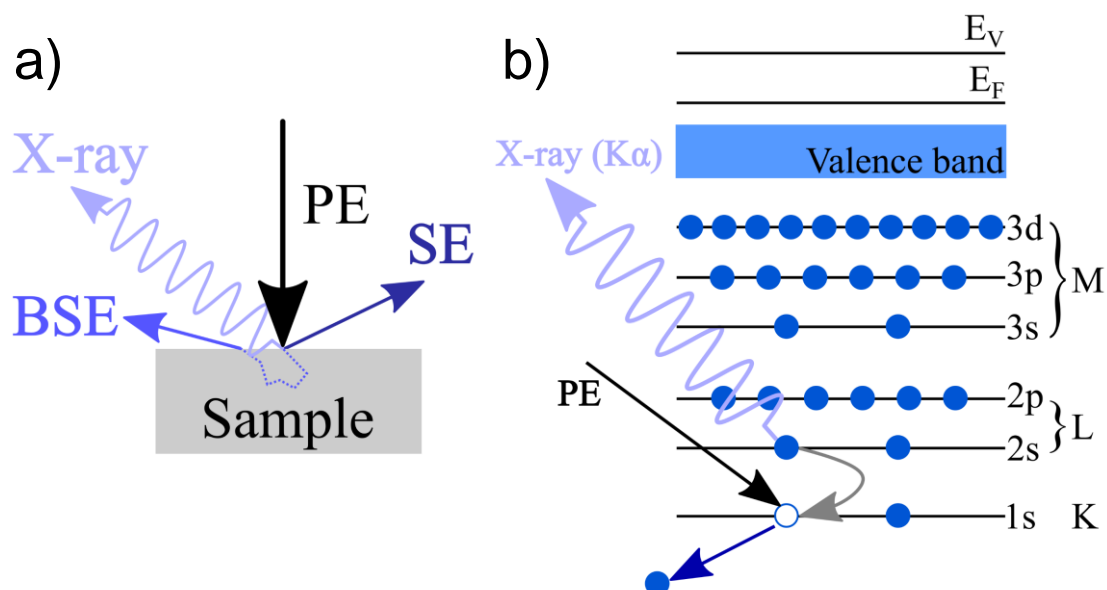 a)
X-ray
PE
SE
BSE
Sample
b)
E_V
E_F
X-ray (Kα)
Valence band
3d
3p
M
3s
PE
2p
L
2s
1s K